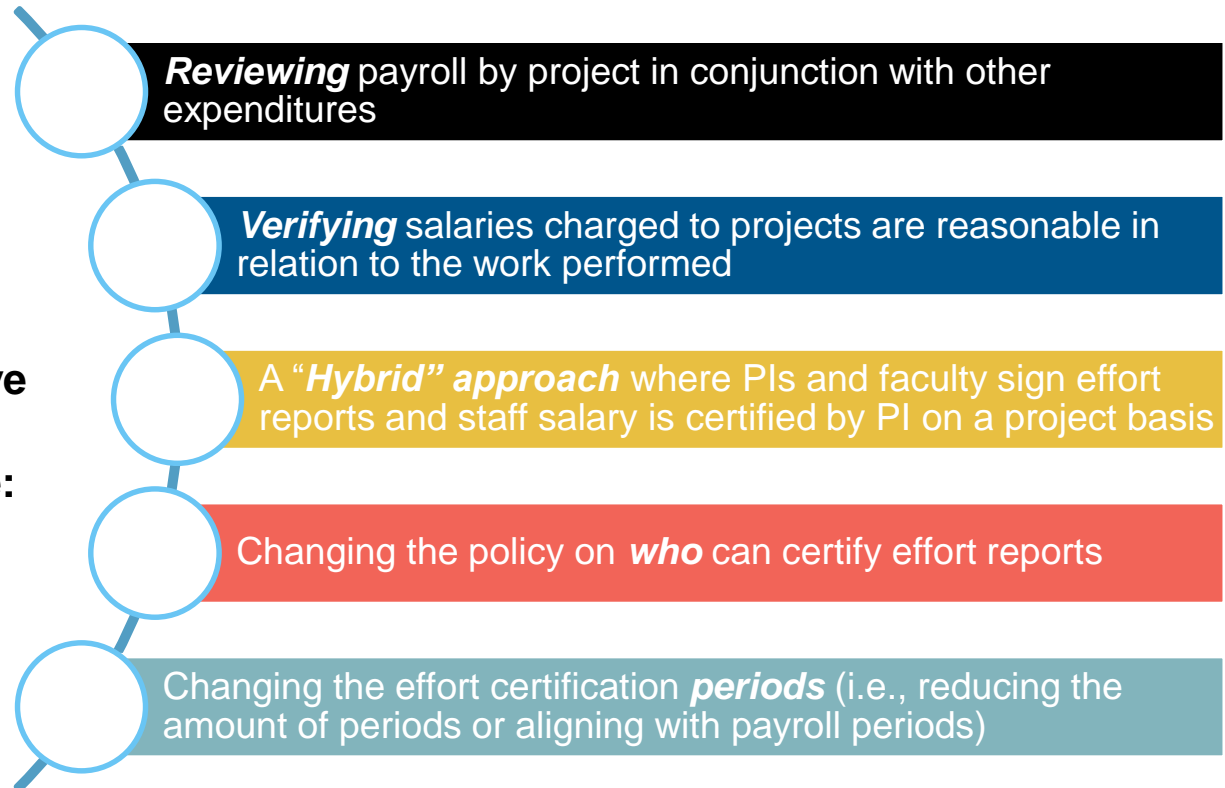 Reviewing payroll by project in conjunction with other
expenditures
Verifying salaries charged to projects are reasonable in
relation to the work performed
A “Hybrid” approach where PIs and faculty sign effort
reports and staff salary is certified by PI on a project basis
Changing the policy on who can certify effort reports
Changing the effort certification periods (i.e., reducing the
amount of periods or aligning with payroll periods)